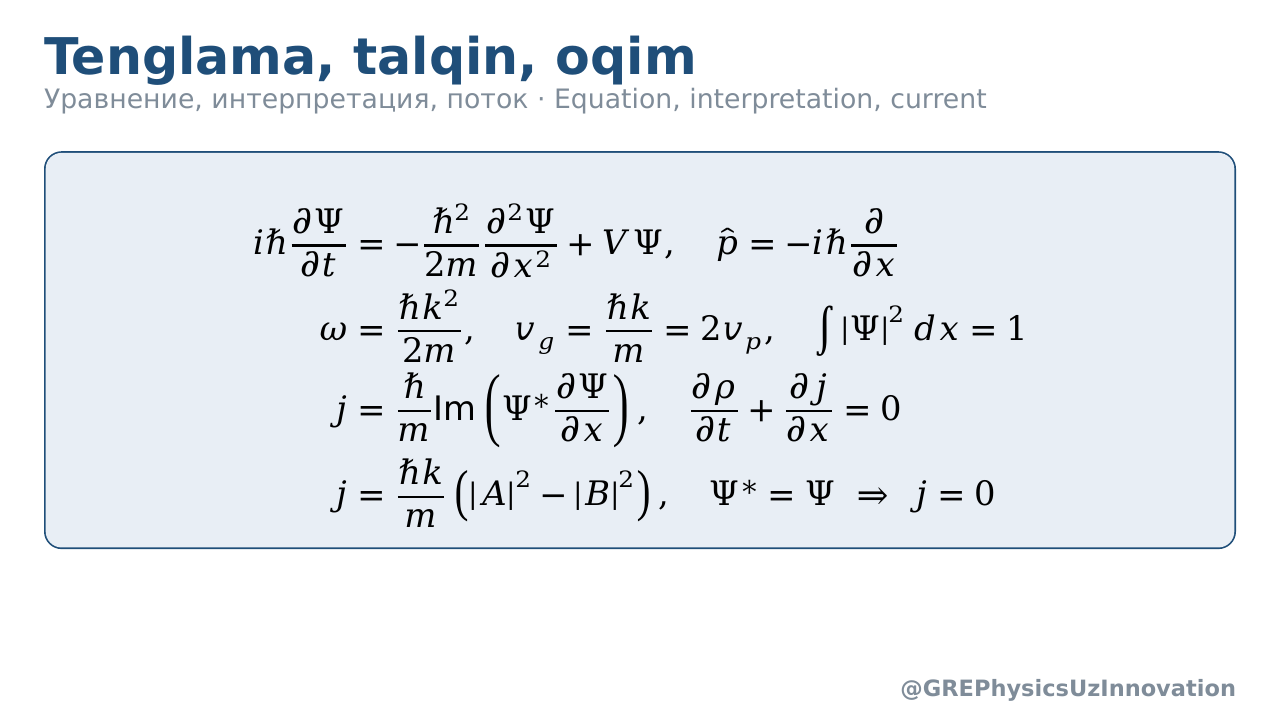 Tenglama, talqin, oqim
Уравнение, интерпретация, поток · Equation, interpretation, current
iℏ ∂Ψ/∂t = −ℏ²/2m ∂²Ψ/∂x² + VΨ, p̂ = −iℏ ∂/∂x
ω = ℏk²/2m, v_g = ℏk/m = 2v_p, ∫ |Ψ|² dx = 1
j = ℏ/m Im (Ψ* ∂Ψ/∂x), ∂ρ/∂t + ∂j/∂x = 0
j = ℏk/m (|A|² − |B|²), Ψ* = Ψ ⇒ j = 0
@GREPhysicsUzInnovation